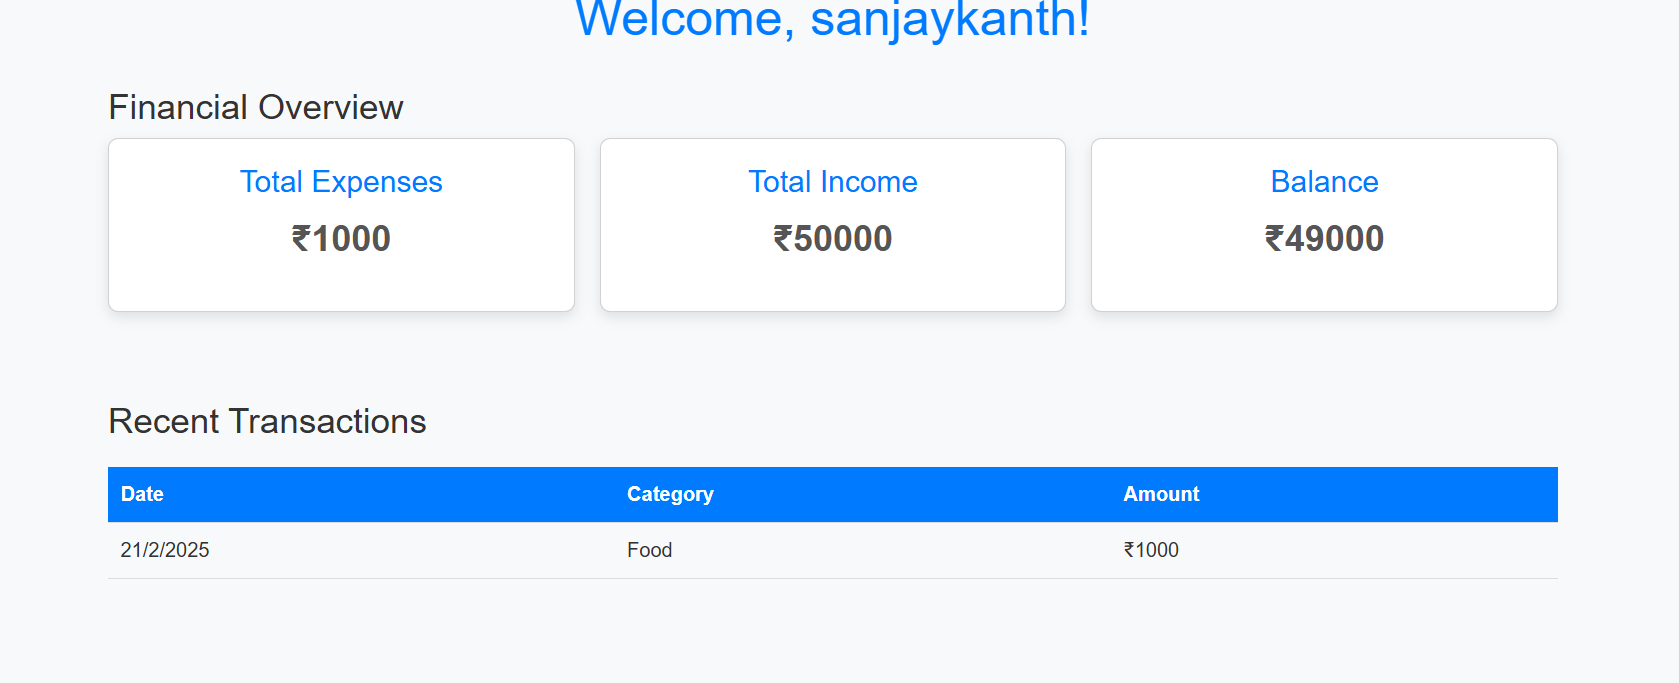 Welcome, sanjaykanth!
Financial Overview
Total Expenses
₹1000
Total Income
₹50000
Balance
₹49000
Recent Transactions
Date Category Amount
21/2/2025 Food ₹1000